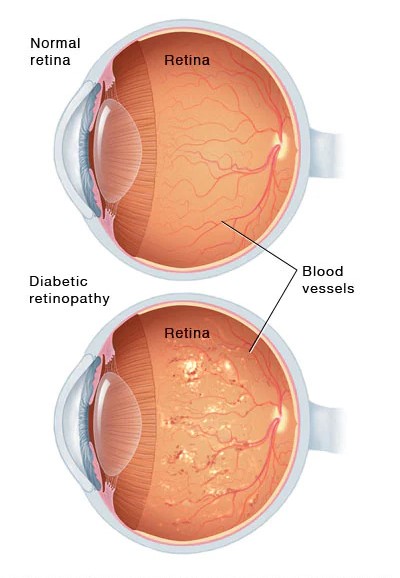 Normal
retina
Retina
Blood
vessels
Diabetic
retinopathy
Retina